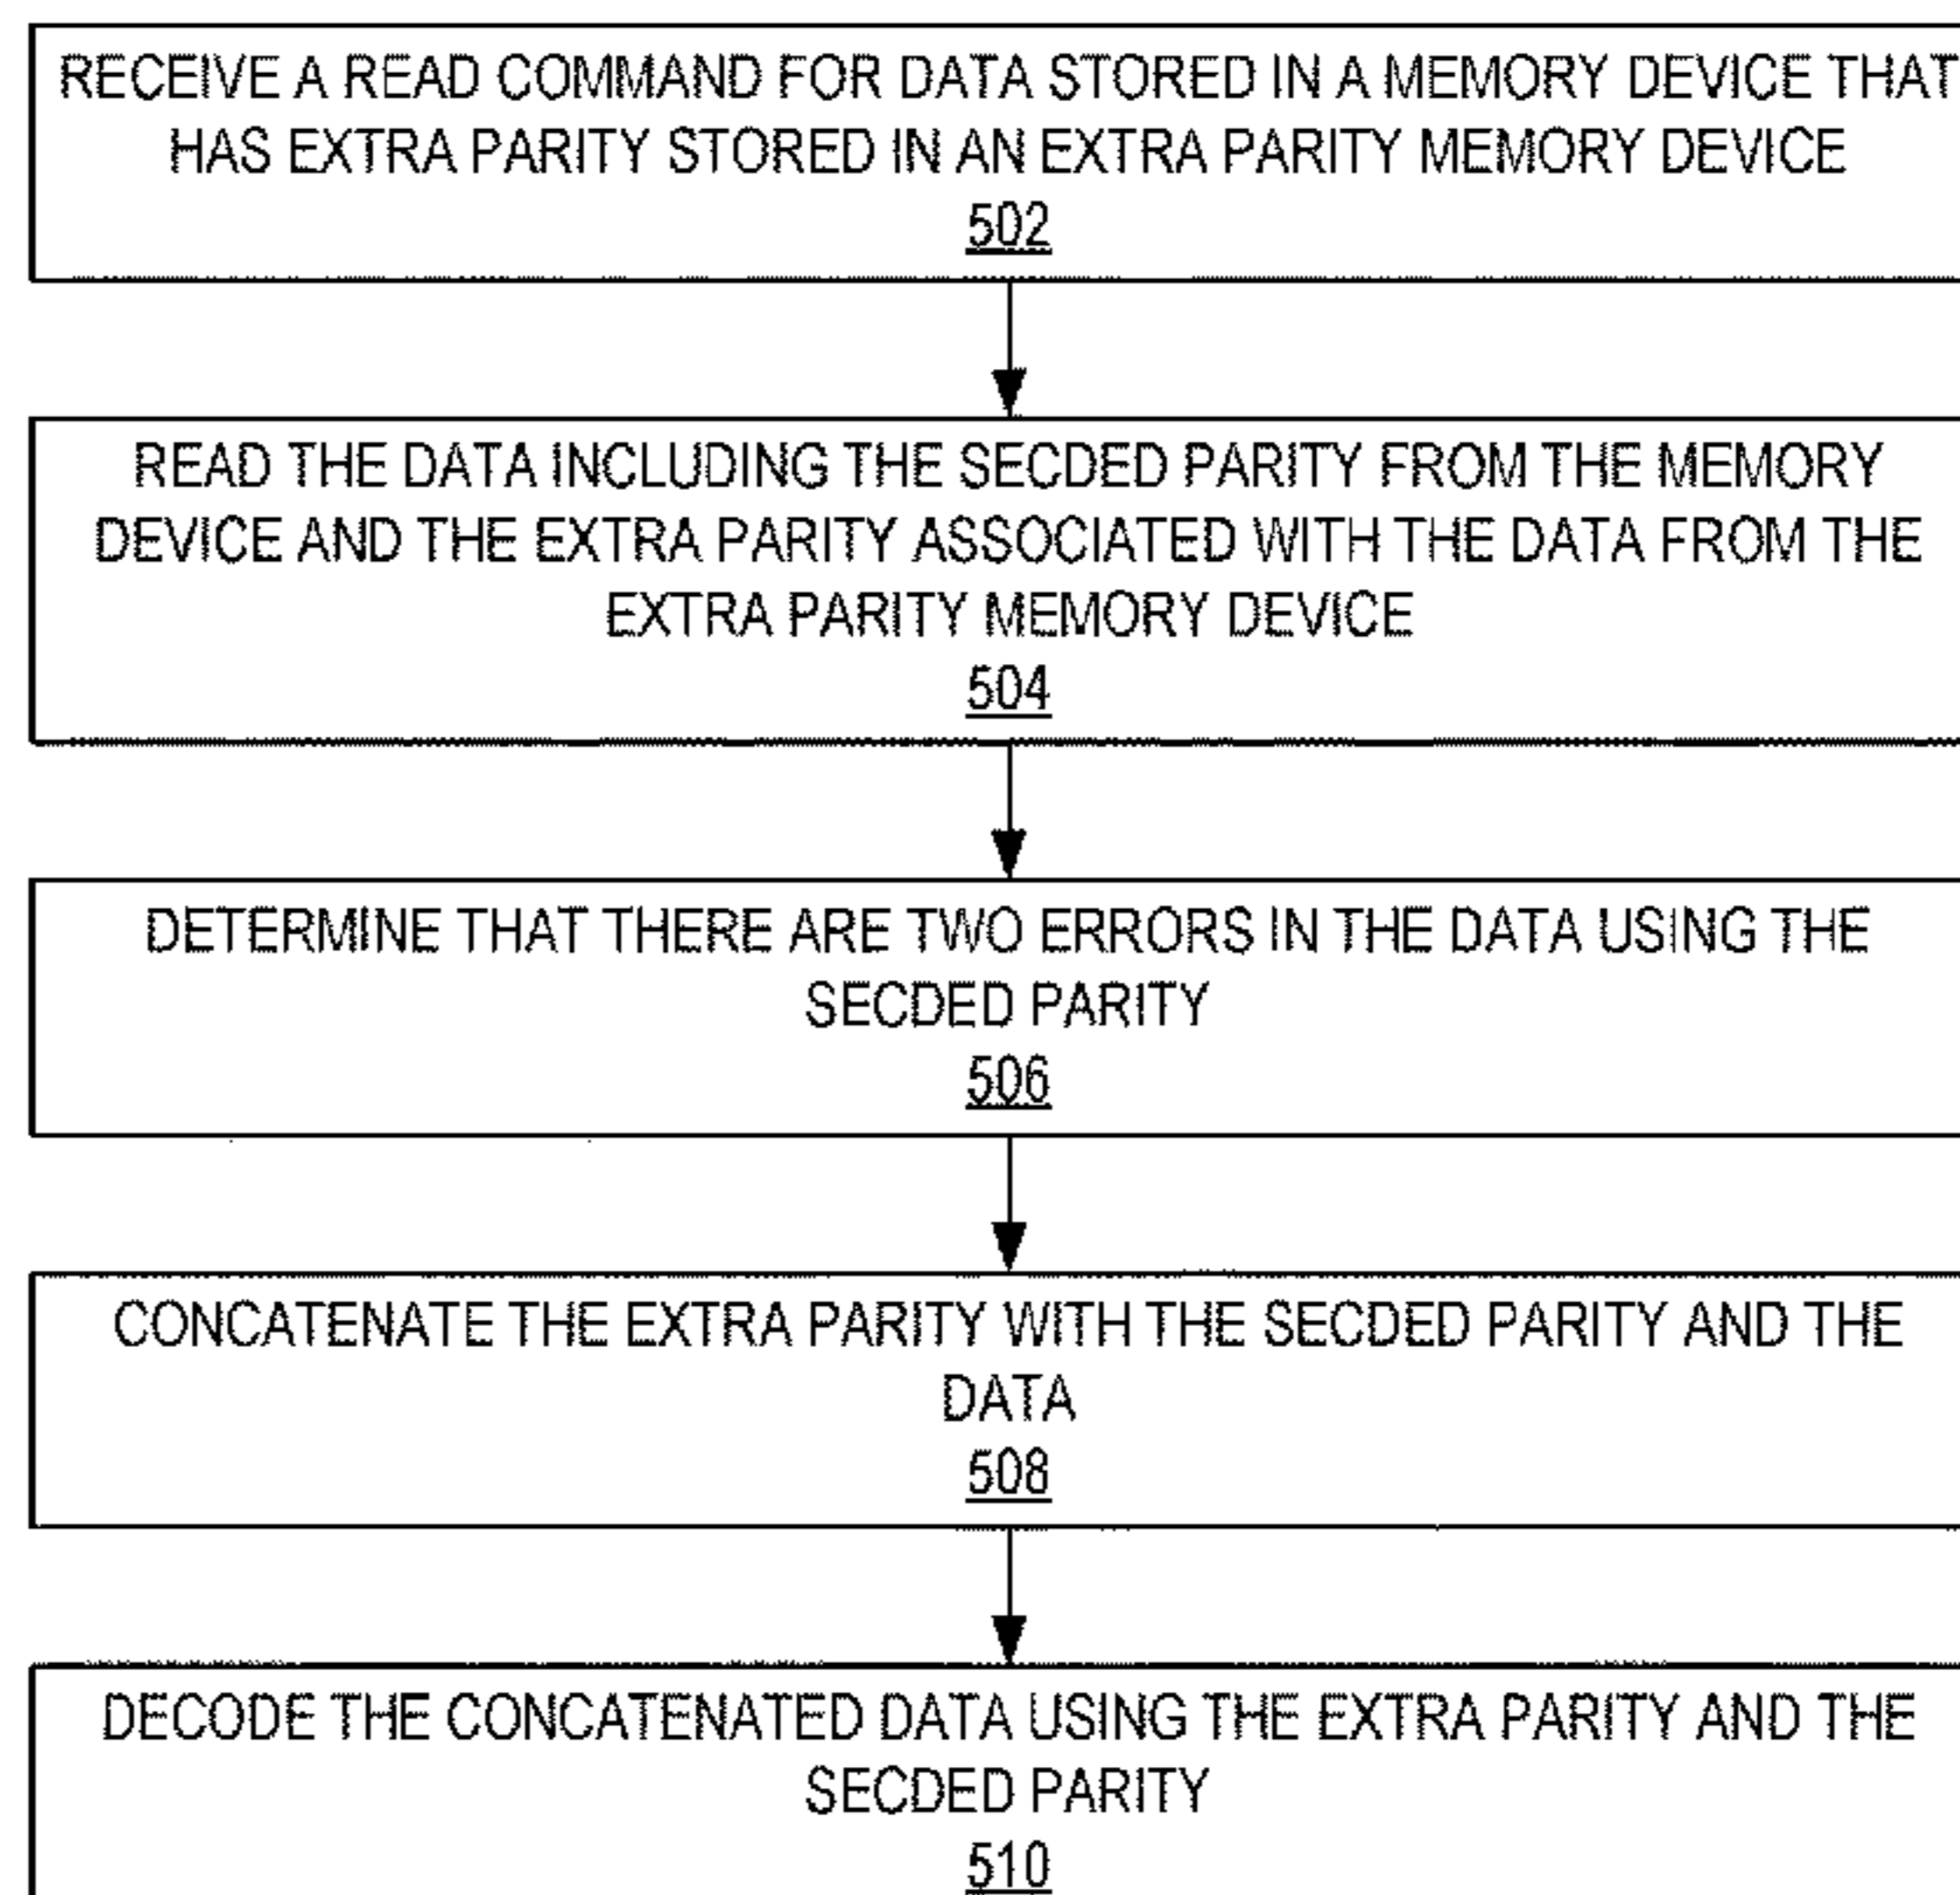 RECEIVE A READ COMMAND FOR DATA STORED IN A MEMORY DEVICE THAT
HAS EXTRA PARITY STORED IN AN EXTRA PARITY MEMORY DEVICE
502
READ THE DATA INCLUDING THE SECDED PARITY FROM THE MEMORY
DEVICE AND THE EXTRA PARITY ASSOCIATED WITH THE DATA FROM THE
EXTRA PARITY MEMORY DEVICE
504
DETERMINE THAT THERE ARE TWO ERRORS IN THE DATA USING THE
SECDED PARITY
506
CONCATENATE THE EXTRA PARITY WITH THE SECDED PARITY AND THE
DATA
508
DECODE THE CONCATENATED DATA USING THE EXTRA PARITY AND THE
SECDED PARITY
510